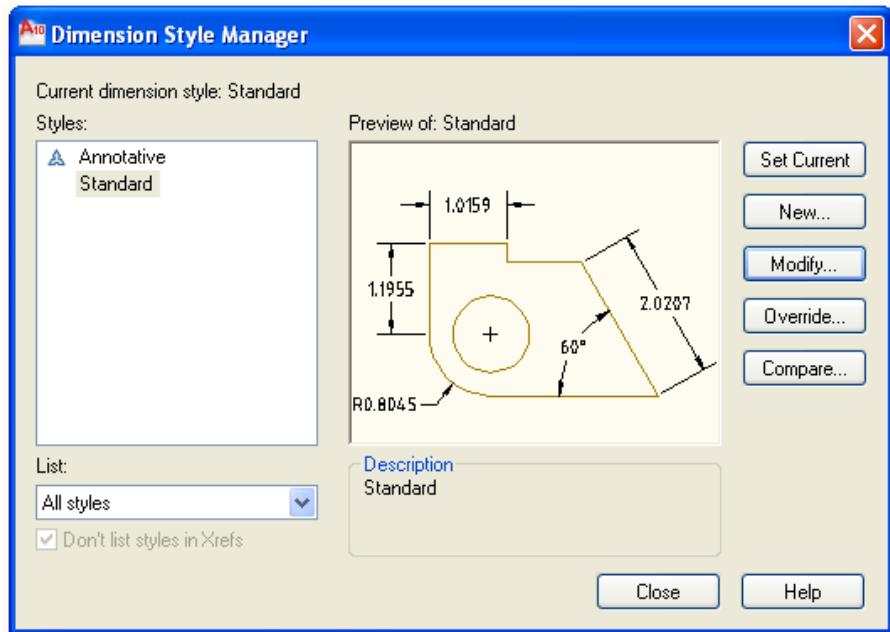 A10 Dimension Style Manager
Current dimension style: Standard
Styles:
Annotative
Standard
List:
All styles
Don't list styles in Xrefs
Preview of: Standard
1.0159
1.1955
2.0207
60°
R0.8045
Description
Standard
Set Current
New...
Modify...
Override...
Compare...
Close
Help